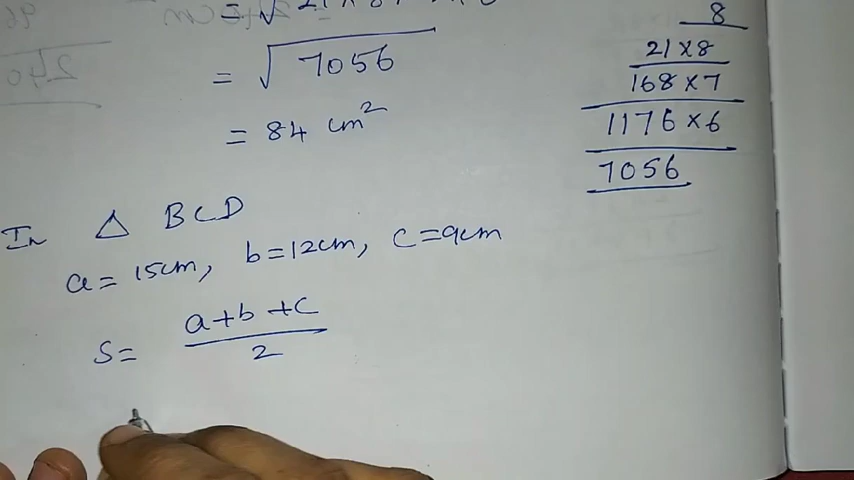 = √7056
= 84 cm²
8
21×8
168×7
1176×6
7056
In △ BCD
a= 15cm, b=12cm, c=9cm
S= a+b+c
2